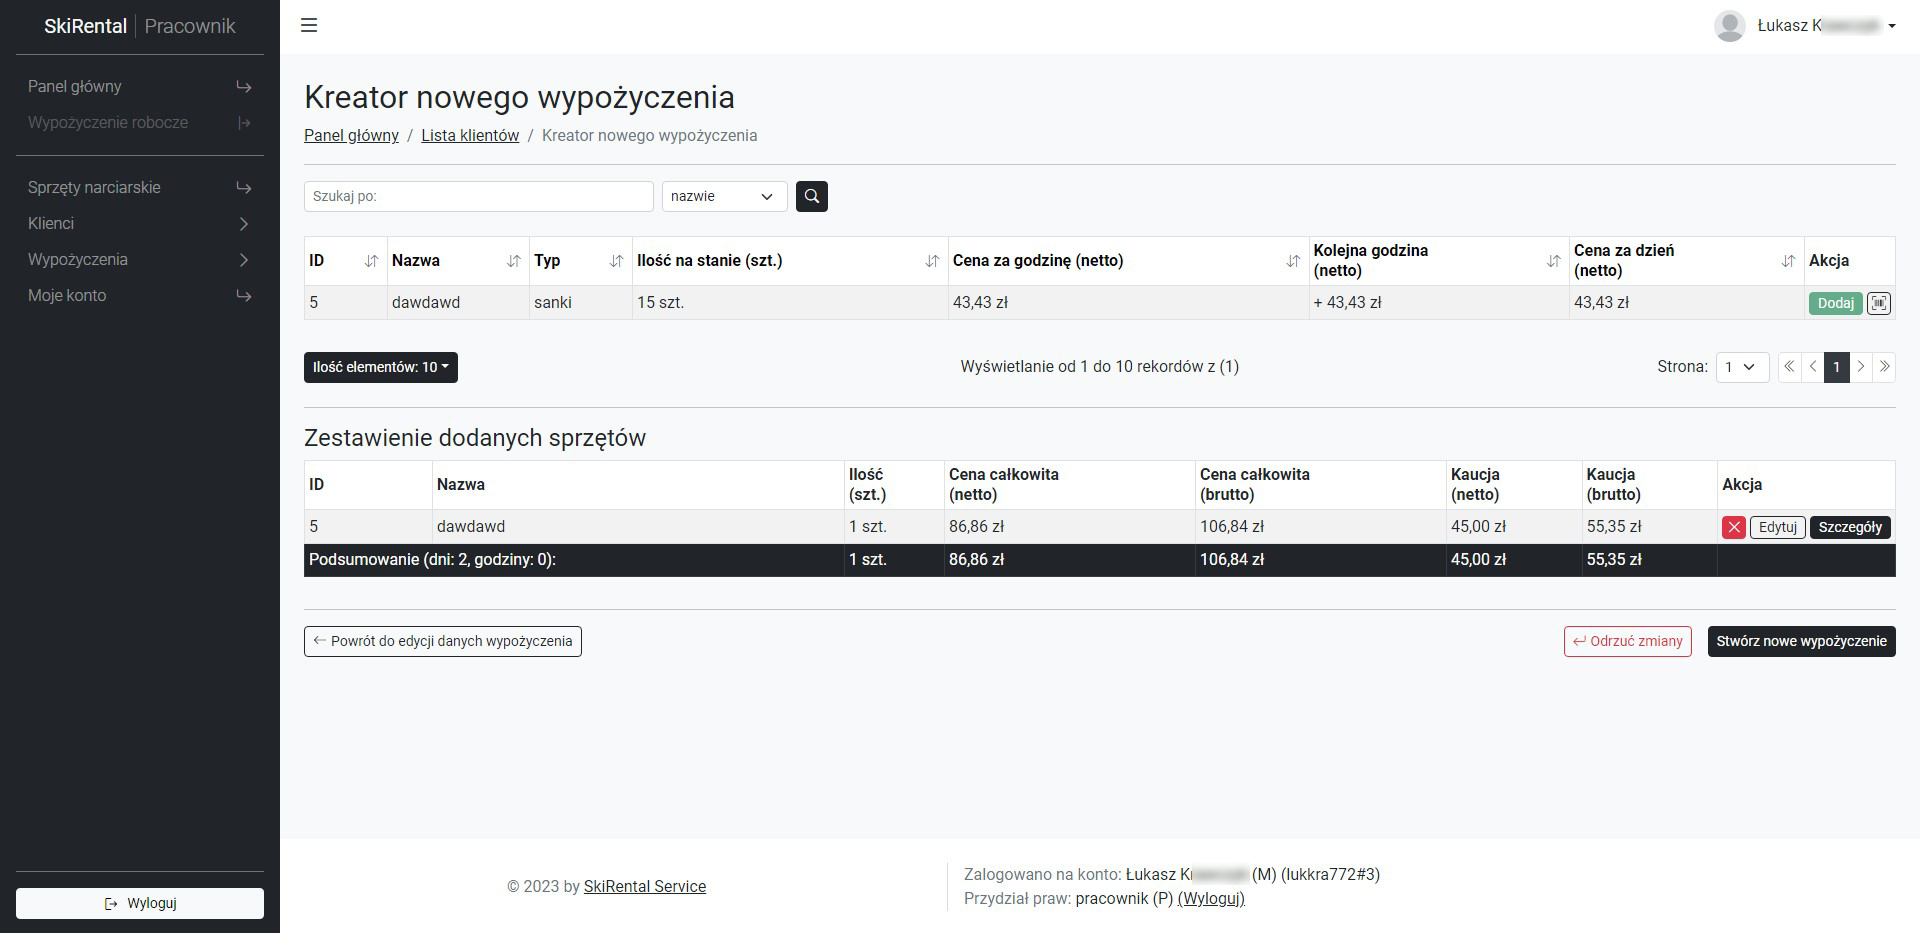 SkiRental | Pracownik
Łukasz
Panel główny
Wypożyczenie robocze
Sprzęty narciarskie
Klienci
Wypożyczenia
Moje konto
Wyloguj
Kreator nowego wypożyczenia
Panel główny / Lista klientów / Kreator nowego wypożyczenia
Szukaj po: nazwie
ID Nazwa Typ Ilość na stanie (szt.) Cena za godzinę (netto) Kolejna godzina (netto) Cena za dzień (netto) Akcja
5 dawdawd sanki 15 szt. 43,43 zł + 43,43 zł 43,43 zł Dodaj
Ilość elementów: 10 Wyświetlanie od 1 do 10 rekordów z (1) Strona: 1 « < 1 > »
Zestawienie dodanych sprzętów
ID Nazwa Ilość (szt.) Cena całkowita (netto) Cena całkowita (brutto) Kaucja (netto) Kaucja (brutto) Akcja
5 dawdawd 1 szt. 86,86 zł 106,84 zł 45,00 zł 55,35 zł Edytuj Szczegóły
Podsumowanie (dni: 2, godziny: 0): 1 szt. 86,86 zł 106,84 zł 45,00 zł 55,35 zł
Powrót do edycji danych wypożyczenia Odrzuć zmiany Stwórz nowe wypożyczenie
© 2023 by SkiRental Service
Zalogowano na konto: Łukasz (M) (lukkra772#3)
Przydział praw: pracownik (P) (Wyloguj)